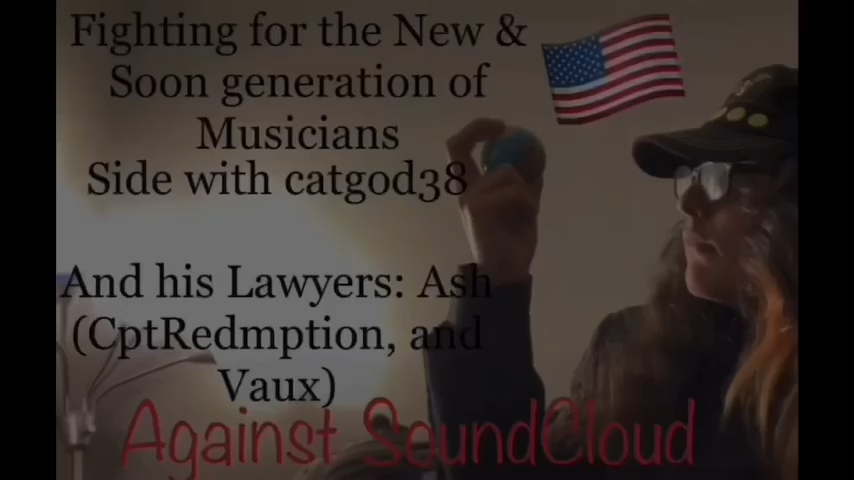 Fighting for the New &
Soon generation of
Musicians
Side with catgod38
And his Lawyers: Ash
(CptRedmption, and
Vaux)
Against SoundCloud